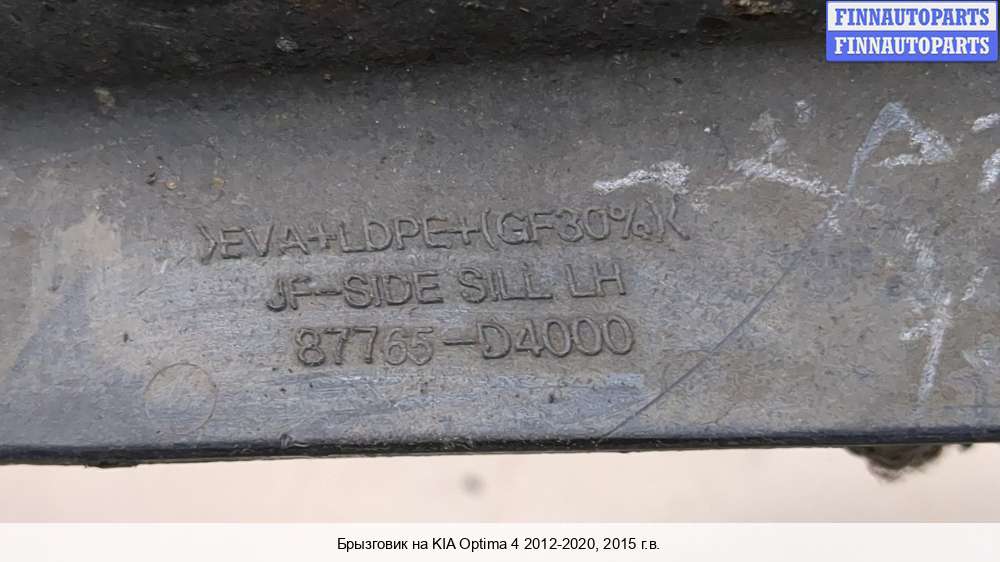 FINNAUTOPARTS
FINNAUTOPARTS
>EVA+LDPE+(GF30%)<
JF-SIDE SILL LH
87765-D4000
Брызговик на KIA Optima 4 2012-2020, 2015 г.в.